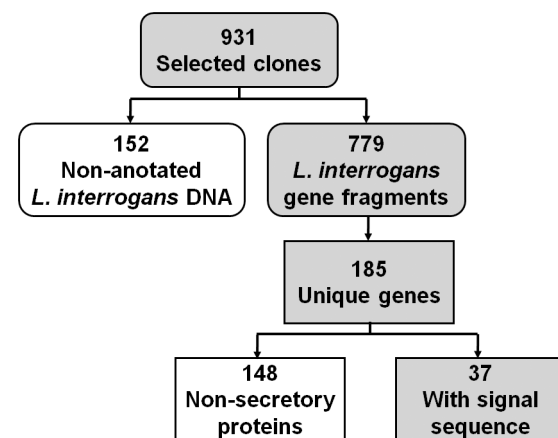 931
Selected clones
152
Non-anotated
L. interrogans DNA
779
L. interrogans
gene fragments
185
Unique genes
148
Non-secretory
proteins
37
With signal
sequence